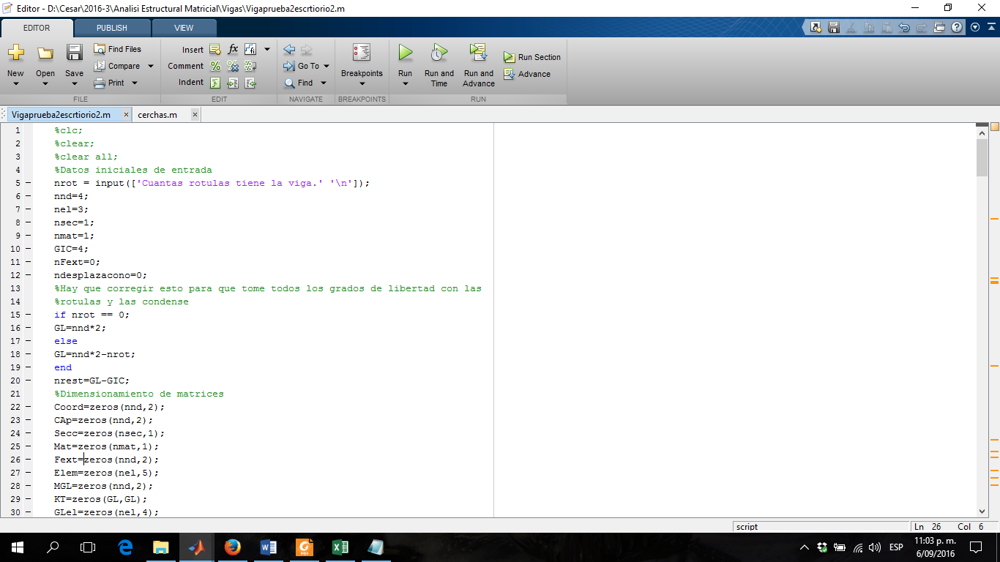 Editor - D:\Cesar\2016-3\Analisi Estructural Matricial\Vigas\Vigaprueba2escrtiorio2.m
EDITOR PUBLISH VIEW
New Open Save Find Files Compare Print
Insert Comment Indent
Go To Find
Breakpoints
Run Run and Time Run and Advance Run Section Advance
FILE EDIT NAVIGATE BREAKPOINTS RUN
Vigaprueba2escrtiorio2.m × cerchas.m ×
1 %clc;
2 %clear;
3 %clear all;
4 %Datos iniciales de entrada
5 nrot = input(['Cuantas rotulas tiene la viga.' '\n']);
6 nnd=4;
7 nel=3;
8 nsec=1;
9 nmat=1;
10 GIC=4;
11 nFext=0;
12 ndesplazacono=0;
13 %Hay que corregir esto para que tome todos los grados de libertad con las
14 %rotulas y las condense
15 if nrot == 0;
16 GL=nnd*2;
17 else
18 GL=nnd*2-nrot;
19 end
20 nrest=GL-GIC;
21 %Dimensionamiento de matrices
22 Coord=zeros(nnd,2);
23 CAp=zeros(nnd,2);
24 Secc=zeros(nsec,1);
25 Mat=zeros(nmat,1);
26 Fext=zeros(nnd,2);
27 Elem=zeros(nel,5);
28 MGL=zeros(nnd,2);
29 KT=zeros(GL,GL);
30 GLel=zeros(nel,4);
script Ln 26 Col 6
ESP 11:03 p. m.
6/09/2016